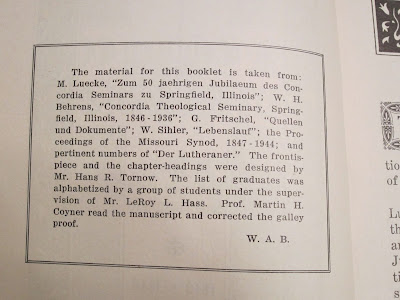 The material for this booklet is taken from:
M. Luecke, "Zum 50 jaehrigen Jubilaeum des Con-
cordia Seminars zu Springfield, Illinois"; W. H.
Behrens, "Concordia Theological Seminary, Spring-
field, Illinois, 1846-1936"; G. Fritschel, "Quellen
und Dokumente"; W. Sihler, "Lebenslauf"; the Pro-
ceedings of the Missouri Synod, 1847-1944; and
pertinent numbers of "Der Lutheraner." The frontis-
piece and the chapter-headings were designed by
Mr. Hans R. Tornow. The list of graduates was
alphabetized by a group of students under the super-
vision of Mr. LeRoy L. Hass. Prof. Martin H.
Coyner read the manuscript and corrected the galley
proof.
W. A. B.